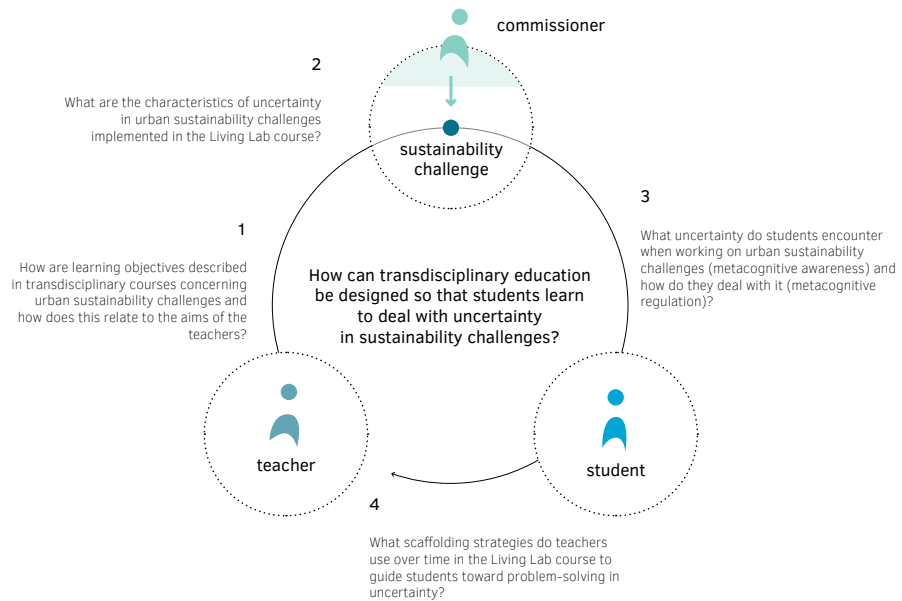 commissioner
2
What are the characteristics of uncertainty
in urban sustainability challenges
implemented in the Living Lab course?
sustainability
challenge
3
What uncertainty do students encounter
when working on urban sustainability
challenges (metacognitive awareness) and
how do they deal with it (metacognitive
regulation)?
1
How are learning objectives described
in transdisciplinary courses concerning
urban sustainability challenges and
how does this relate to the aims of the
teachers?
How can transdisciplinary education
be designed so that students learn
to deal with uncertainty
in sustainability challenges?
teacher
student
4
What scaffolding strategies do teachers
use over time in the Living Lab course to
guide students toward problem-solving in
uncertainty?